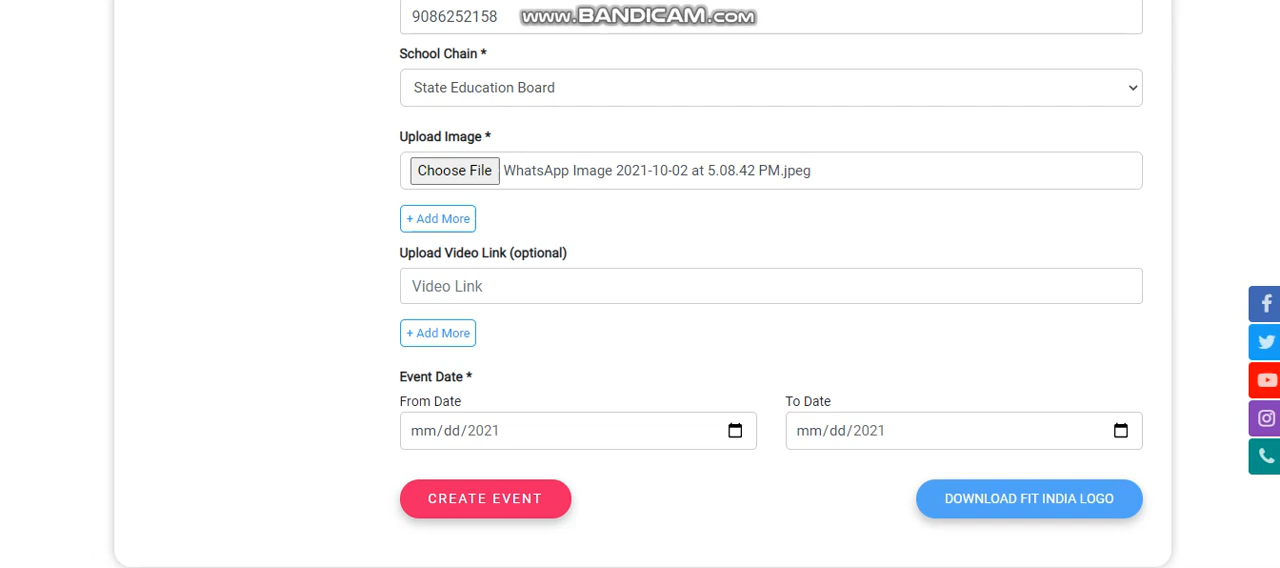 9086252158
www.BANDICAM.com
School Chain *
State Education Board
Upload Image *
Choose File WhatsApp Image 2021-10-02 at 5.08.42 PM.jpeg
+ Add More
Upload Video Link (optional)
Video Link
+ Add More
Event Date *
From Date
To Date
mm/dd/2021
mm/dd/2021
CREATE EVENT
DOWNLOAD FIT INDIA LOGO